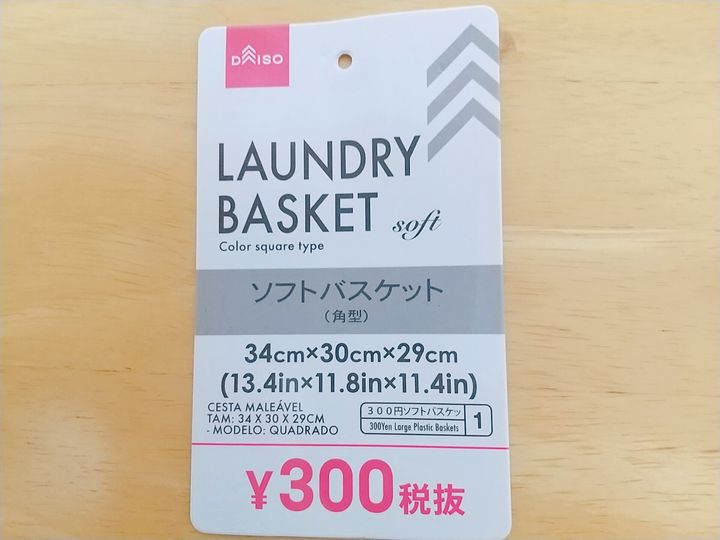 DAISO
LAUNDRY
BASKET soft
Color square type
ソフトバスケット
（角型）
34cm×30cm×29cm
(13.4in×11.8in×11.4in)
CESTA MALEÁVEL
TAM: 34 X 30 X 29CM
- MODELO: QUADRADO
３００円ソフトバスケッ
300Yen Large Plastic Baskets
1
¥300税抜